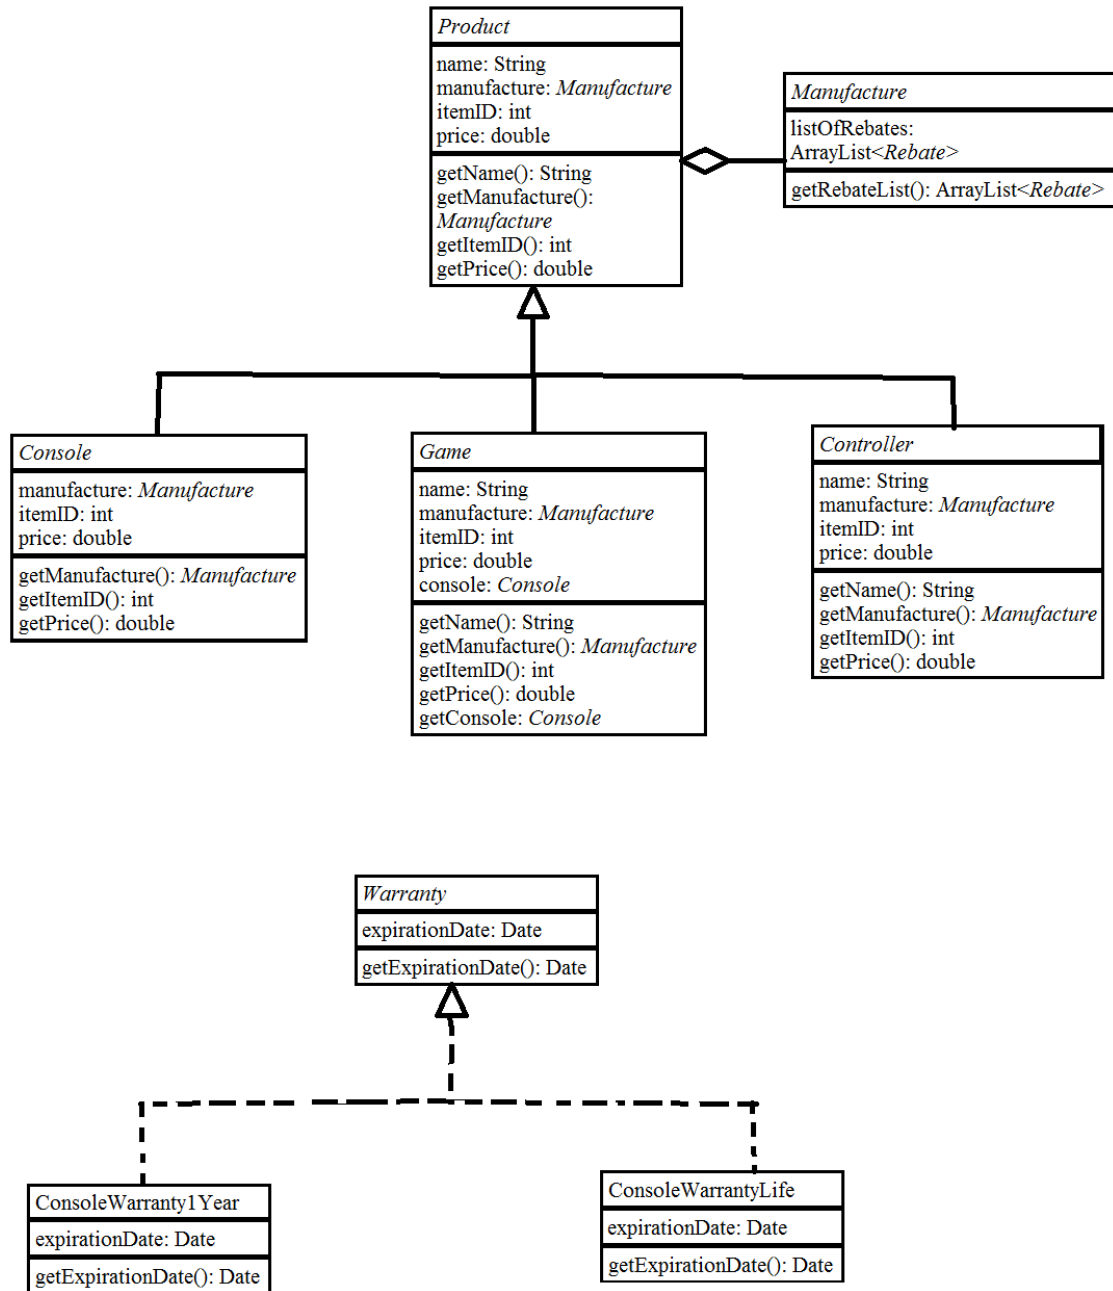 Product
name: String
manufacture: Manufacture
itemID: int
price: double
getName(): String
getManufacture():
Manufacture
getItemID(): int
getPrice(): double
Manufacture
listOfRebates:
ArrayList<Rebate>
getRebateList(): ArrayList<Rebate>
Console
manufacture: Manufacture
itemID: int
price: double
getManufacture(): Manufacture
getItemID(): int
getPrice(): double
Game
name: String
manufacture: Manufacture
itemID: int
price: double
console: Console
getName(): String
getManufacture(): Manufacture
getItemID(): int
getPrice(): double
getConsole: Console
Controller
name: String
manufacture: Manufacture
itemID: int
price: double
getName(): String
getManufacture(): Manufacture
getItemID(): int
getPrice(): double
Warranty
expirationDate: Date
getExpirationDate(): Date
ConsoleWarranty1Year
expirationDate: Date
getExpirationDate(): Date
ConsoleWarrantyLife
expirationDate: Date
getExpirationDate(): Date